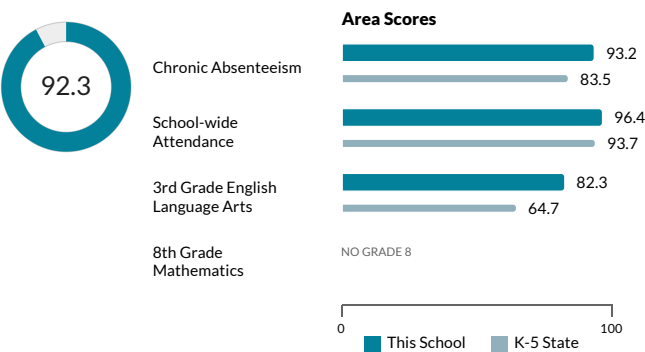 Area Scores
92.3
Chronic Absenteeism
93.2
83.5
School-wide
Attendance
96.4
93.7
3rd Grade English
Language Arts
82.3
64.7
8th Grade
Mathematics
NO GRADE 8
0
100
This School
K-5 State